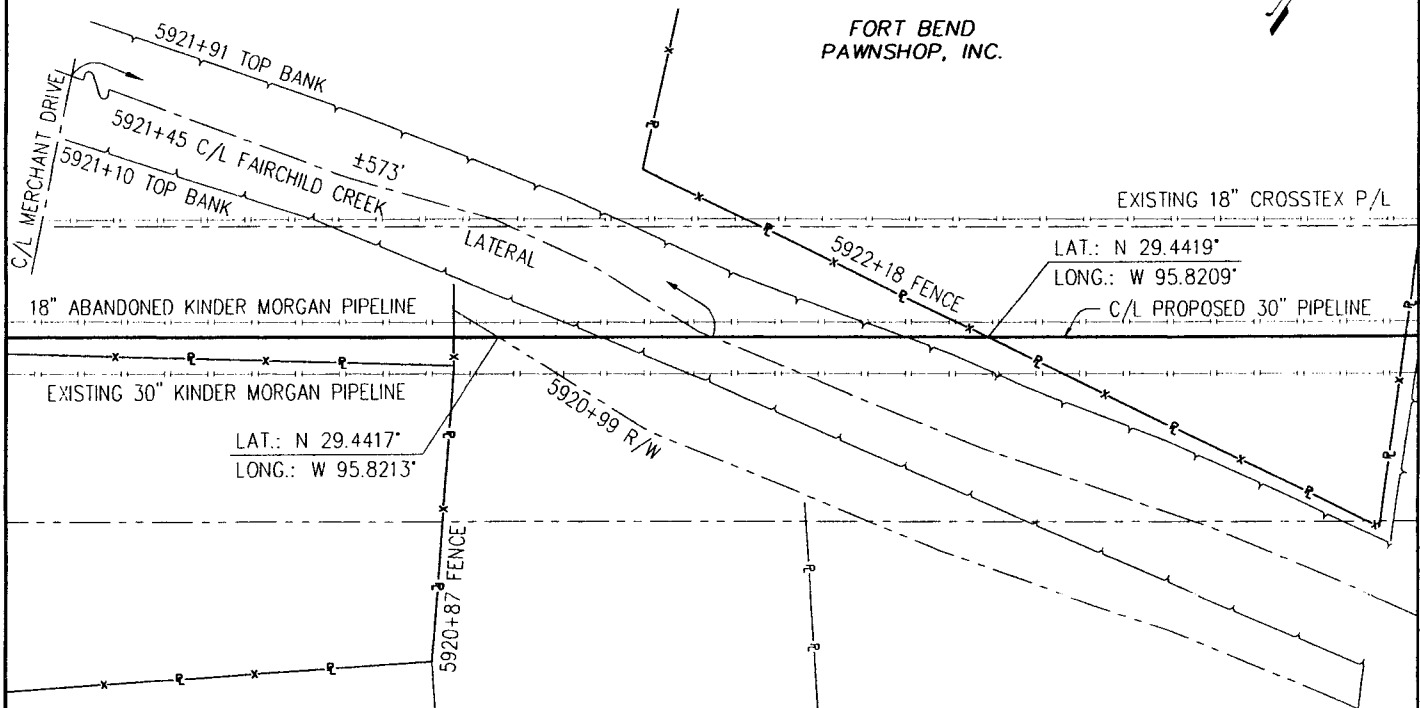 FORT BEND
PAWNSHOP, INC.
5921+91 TOP BANK
C/L MERCHANT DRIVE
5921+45 C/L FAIRCHILD CREEK
±573'
5921+10 TOP BANK
LATERAL
EXISTING 18" CROSSTEX P/L
5922+18 FENCE
LAT.: N 29.4419°
LONG.: W 95.8209°
18" ABANDONED KINDER MORGAN PIPELINE
C/L PROPOSED 30" PIPELINE
EXISTING 30" KINDER MORGAN PIPELINE
5920+99 R/W
LAT.: N 29.4417°
LONG.: W 95.8213°
5920+87 FENCE